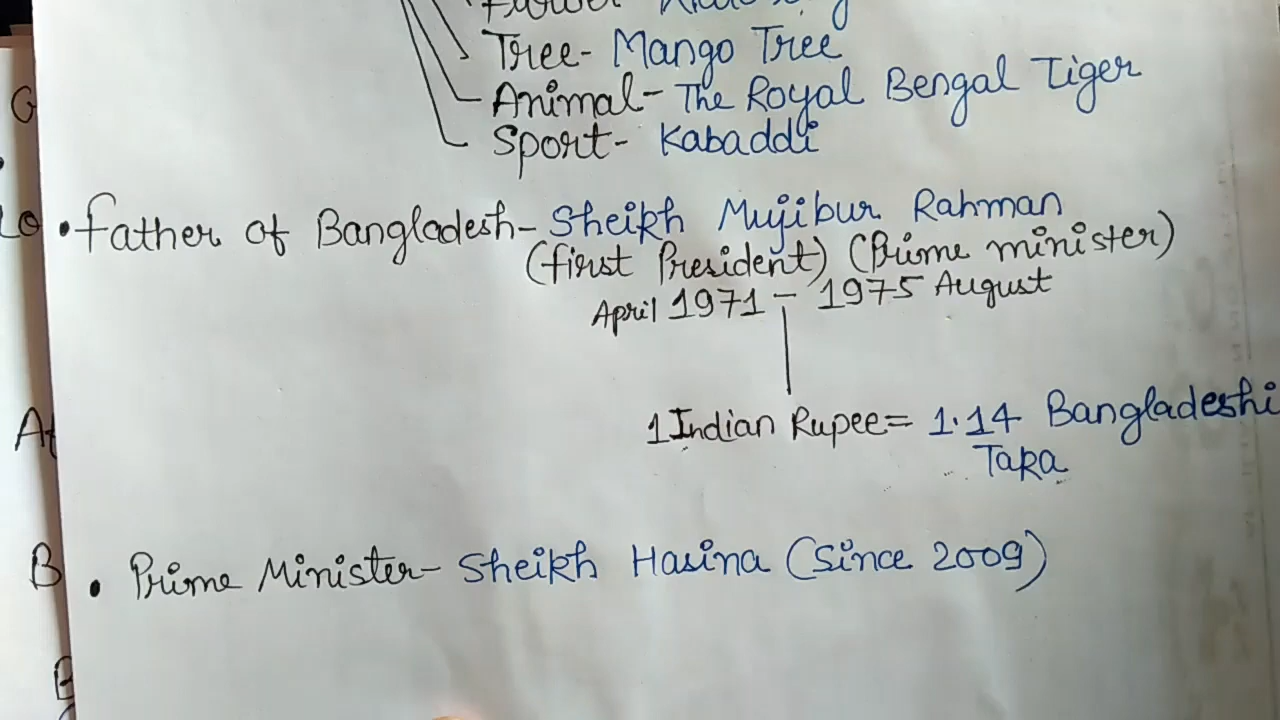 Flower
Tree- Mango Tree
Animal- The Royal Bengal Tiger
Sport- Kabaddi
• Father of Bangladesh- Sheikh Mujibur Rahman
(First President) (Prime minister)
April 1971 - 1975 August
1 Indian Rupee= 1.14 Bangladeshi
Taka
• Prime Minister- Sheikh Hasina (Since 2009)